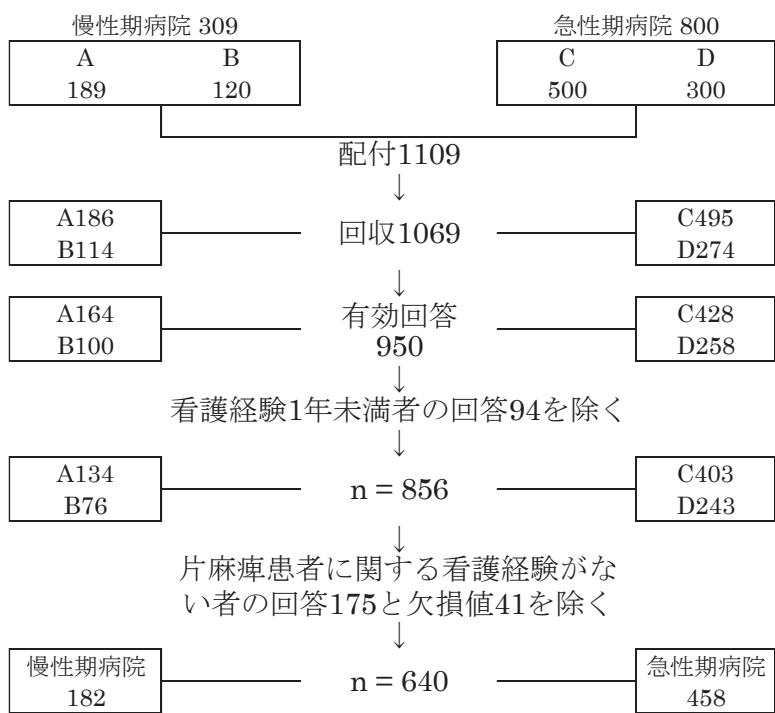 慢性期病院 309
急性期病院 800
A B
189 120
C D
500 300
配付1109
↓
A186
B114
回収1069
C495
D274
↓
A164
B100
有効回答
950
C428
D258
↓
看護経験1年未満者の回答94を除く
↓
A134
B76
n = 856
C403
D243
↓
片麻痺患者に関する看護経験がな
い者の回答175と欠損値41を除く
↓
慢性期病院
182
n = 640
急性期病院
458